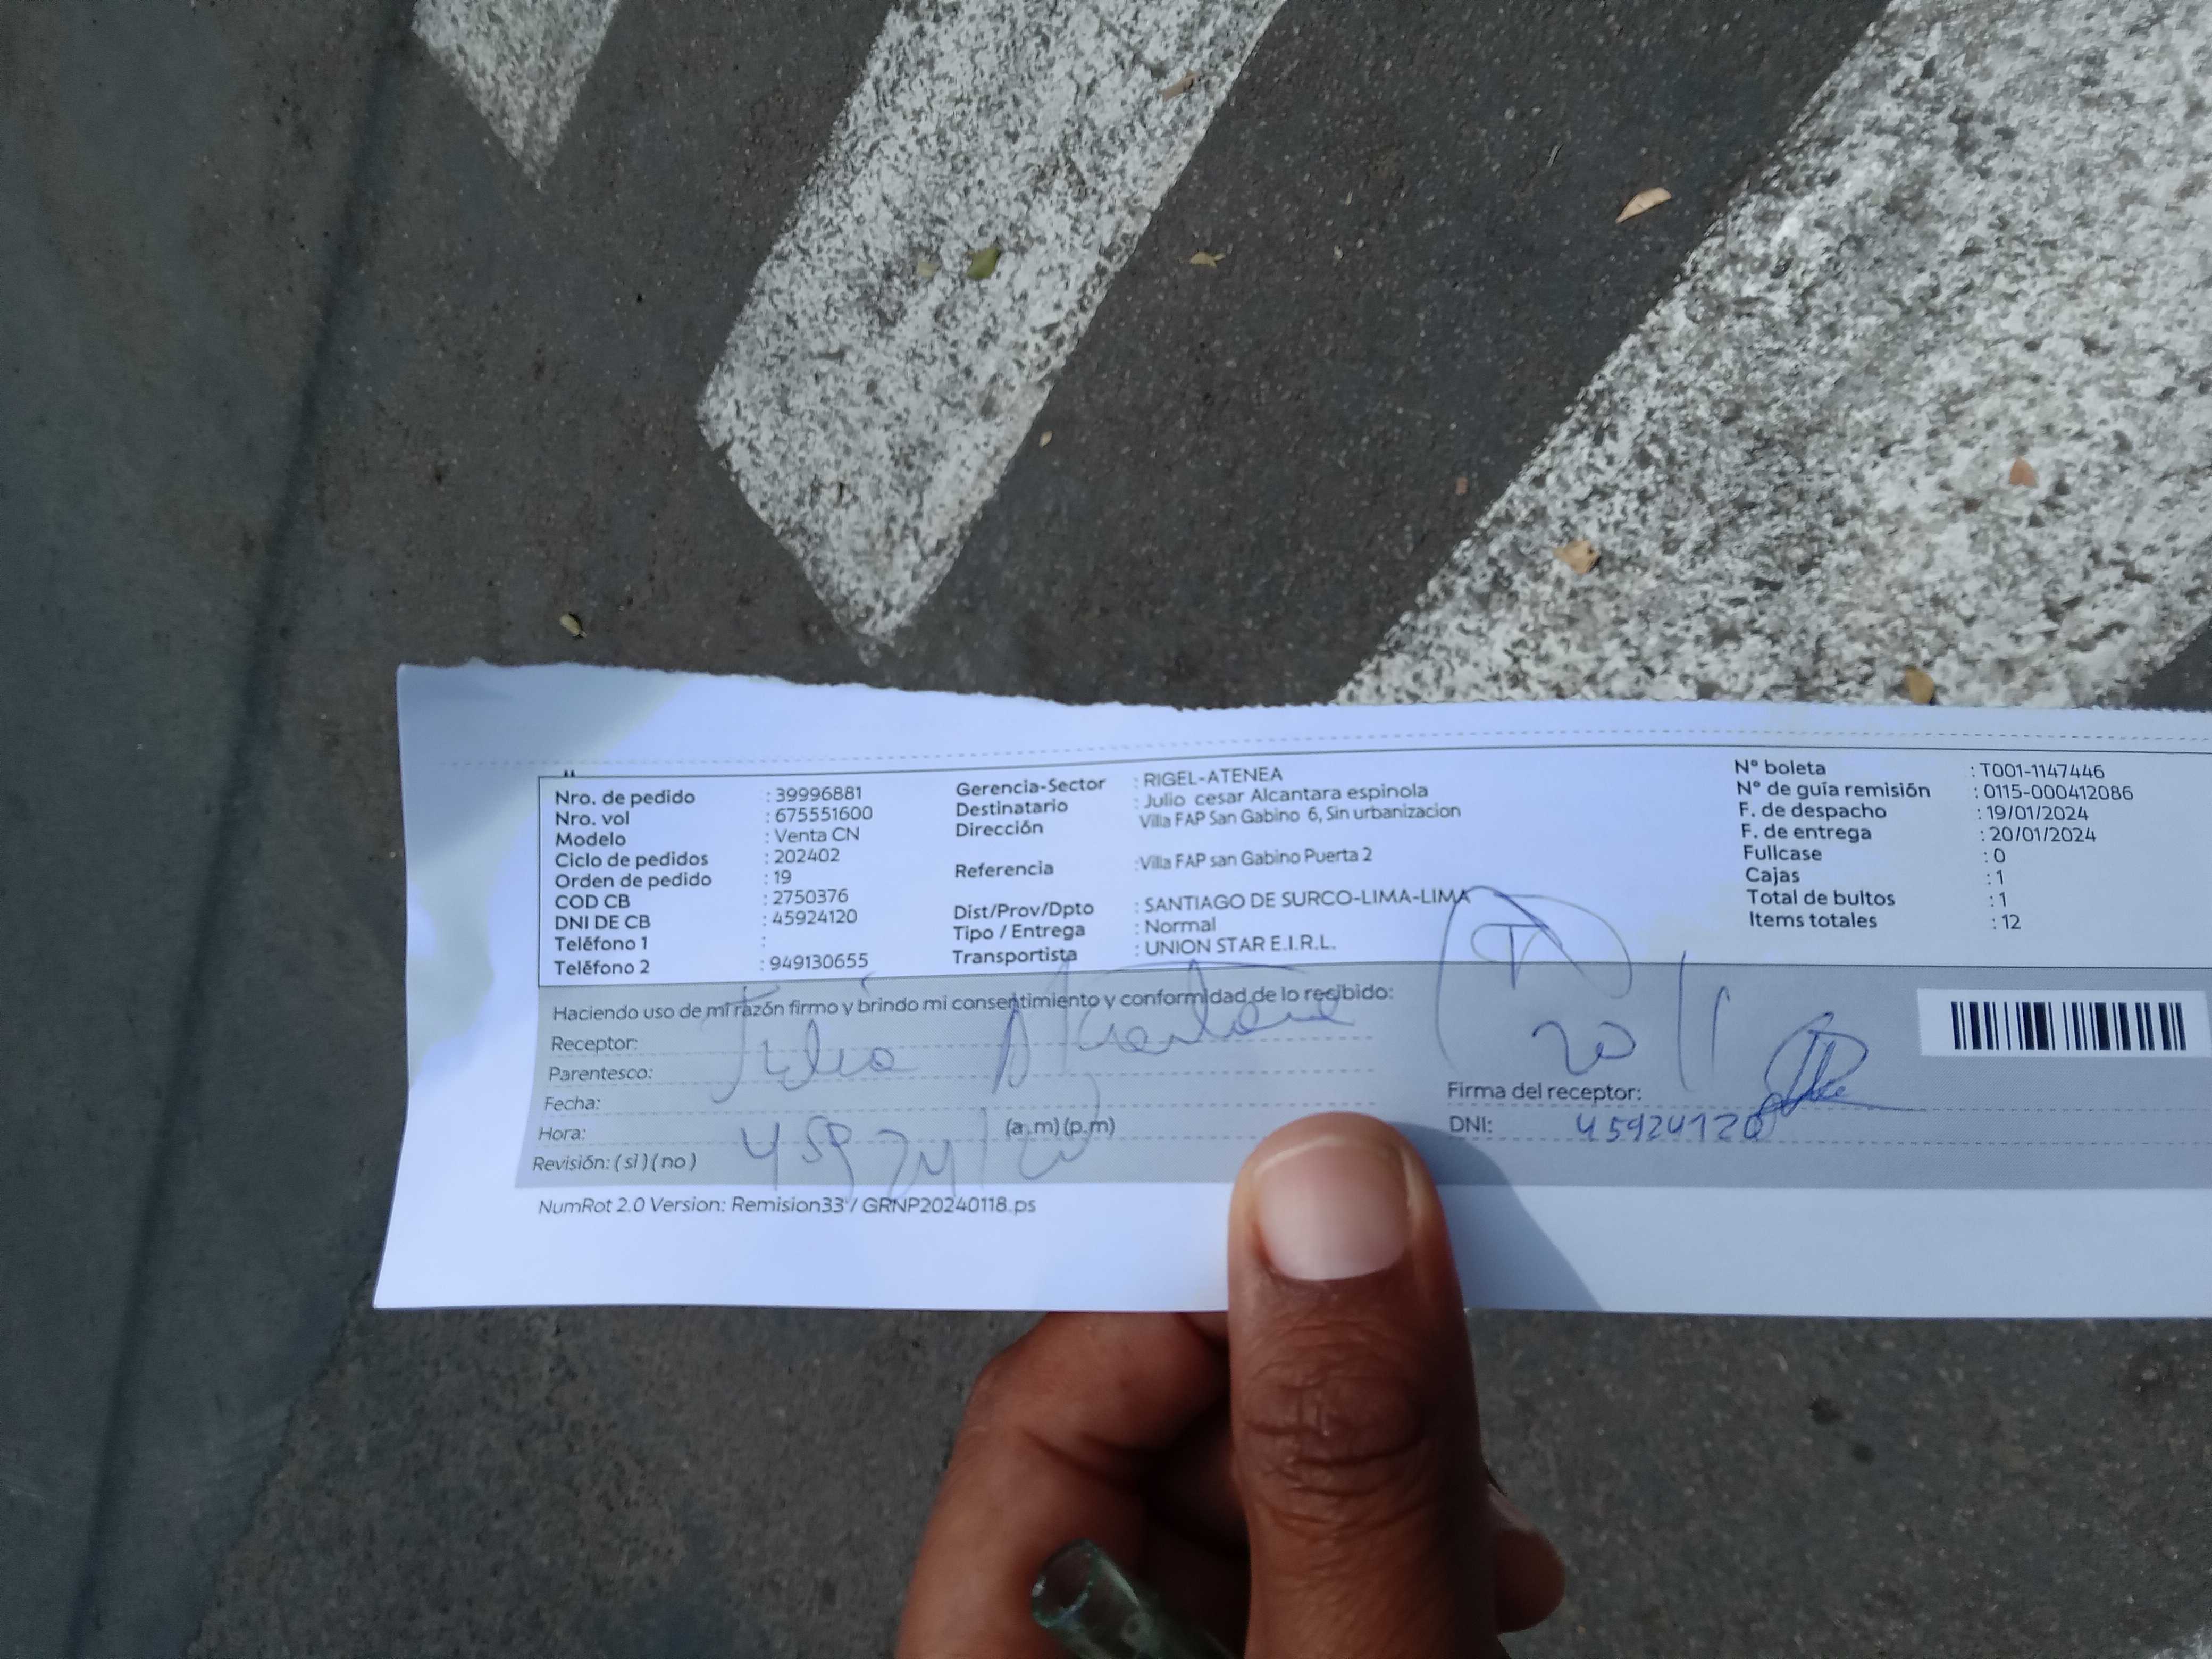 Nro. de pedido : 39996881
Nro. vol : 675551600
Modelo : Venta CN
Ciclo de pedidos : 202402
Orden de pedido : 19
COD CB : 2750376
DNI DE CB : 45924120
Teléfono 1 :
Teléfono 2 : 949130655
Gerencia-Sector : RIGEL-ATENEA
Destinatario : Julio cesar Alcantara espinola
Dirección Villa FAP San Gabino 6, Sin urbanizacion
Referencia : Villa FAP san Gabino Puerta 2
Dist/Prov/Dpto : SANTIAGO DE SURCO-LIMA-LIMA
Tipo / Entrega : Normal
Transportista : UNION STAR E.I.R.L.
N° boleta : T001-1147446
N° de guía remisión : 0115-000412086
F. de despacho : 19/01/2024
F. de entrega : 20/01/2024
Fullcase : 0
Cajas : 1
Total de bultos : 1
Items totales : 12
Haciendo uso de mi razón firmo y brindo mi consentimiento y conformidad de lo recibido:
Receptor: Julio Alcantara
Parentesco:
Fecha:
Hora: (a.m) (p.m)
Revisión: ( si ) ( no ) 45924120
Firma del receptor:
DNI: 45924120
NumRot 2.0 Version: Remision33 / GRNP20240118.ps